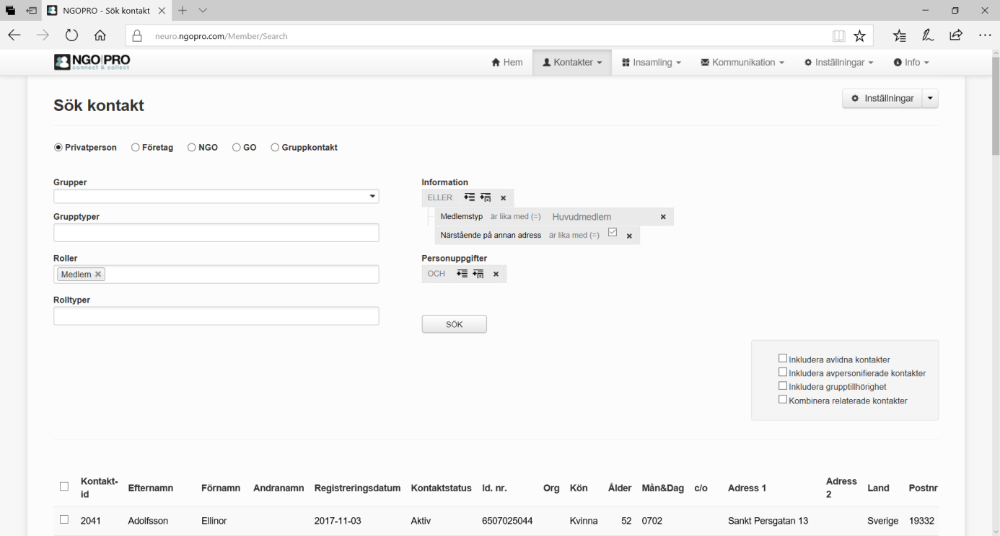 NGOPRO - Sök kontakt
neuro.ngopro.com/Member/Search
NGO PRO
connect & collect
Hem Kontakter Insamling Kommunikation Inställningar Info
Sök kontakt
Inställningar
Privatperson Företag NGO GO Gruppkontakt
Grupper
Grupptyper
Roller
Medlem
Rolltyper
Information
ELLER
Medlemstyp är lika med (=) Huvudmedlem
Närstående på annan adress är lika med (=)
Personuppgifter
OCH
SÖK
Inkludera avlidna kontakter
Inkludera avpersonifierade kontakter
Inkludera grupptillhörighet
Kombinera relaterade kontakter
Kontakt-id Efternamn Förnamn Andranamn Registreringsdatum Kontaktstatus Id. nr. Org Kön Ålder Mån&Dag c/o Adress 1 Adress 2 Land Postnr
2041 Adolfsson Ellinor 2017-11-03 Aktiv 6507025044 Kvinna 52 0702 Sankt Persgatan 13 Sverige 19332